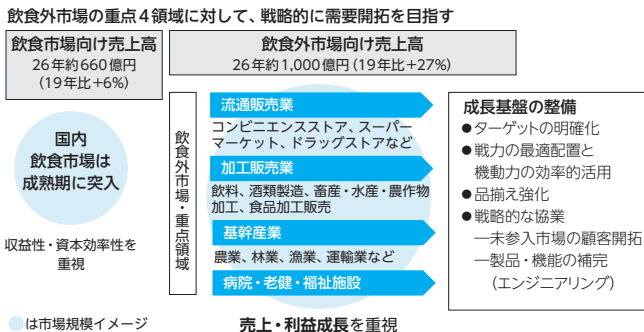 飲食外市場の重点4領域に対して、戦略的に需要開拓を目指す
飲食市場向け売上高
26年約660億円
(19年比+6%)
飲食外市場向け売上高
26年約1,000億円(19年比+27%)
国内
飲食市場は
成熟期に突入
収益性・資本効率性を
重視
飲食外市場・重点領域
流通販売業
コンビニエンスストア、スーパー
マーケット、ドラッグストアなど
加工販売業
飲料、酒類製造、畜産・水産・農作物
加工、食品加工販売
基幹産業
農業、林業、漁業、運輸業など
病院・老健・福祉施設
成長基盤の整備
●ターゲットの明確化
●戦力の最適配置と
機動力の効率的活用
●品揃え強化
●戦略的な協業
―未参入市場の顧客開拓
―製品・機能の補完
(エンジニアリング)
は市場規模イメージ
売上・利益成長を重視